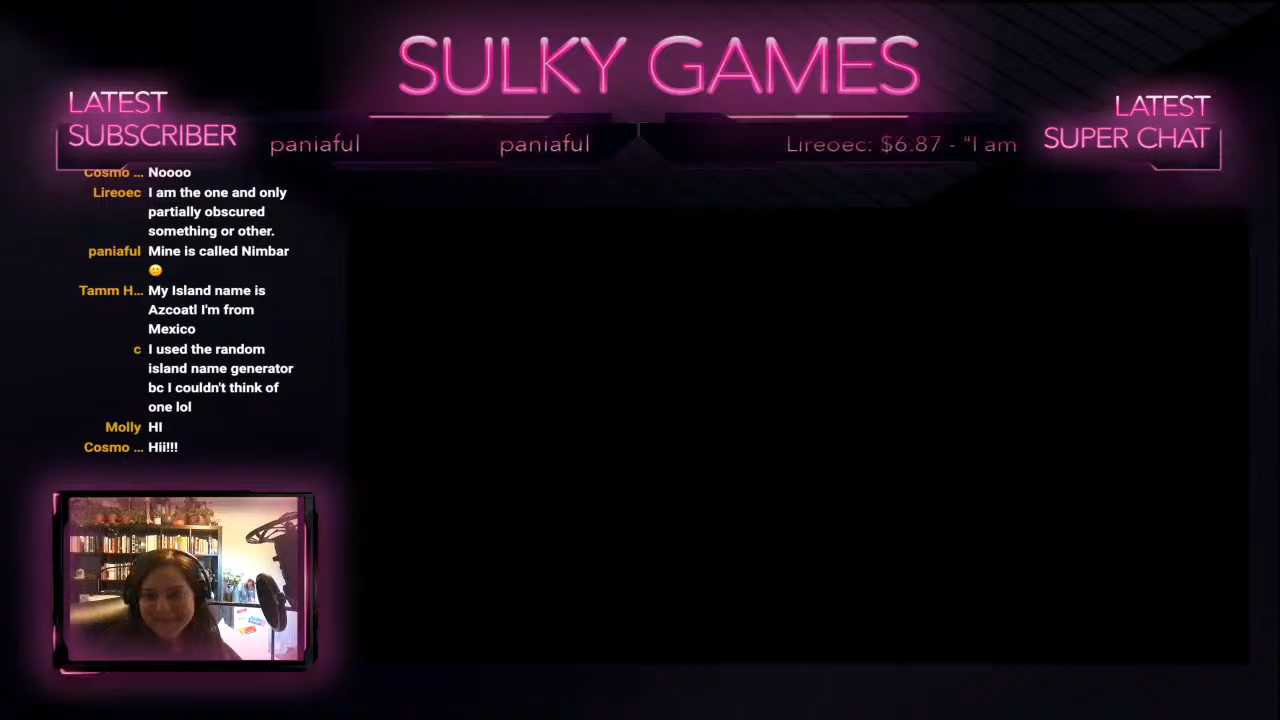 SULKY GAMES
LATEST
SUBSCRIBER
paniaful
paniaful
Lireoec: $6.87 - "I am
LATEST
SUPER CHAT
Cosmo ... Noooo
Lireoec I am the one and only
partially obscured
something or other.
paniaful Mine is called Nimbar
😶
Tamm H... My Island name is
Azcoatl I'm from
Mexico
c I used the random
island name generator
bc I couldn't think of
one lol
Molly HI
Cosmo ... Hii!!!